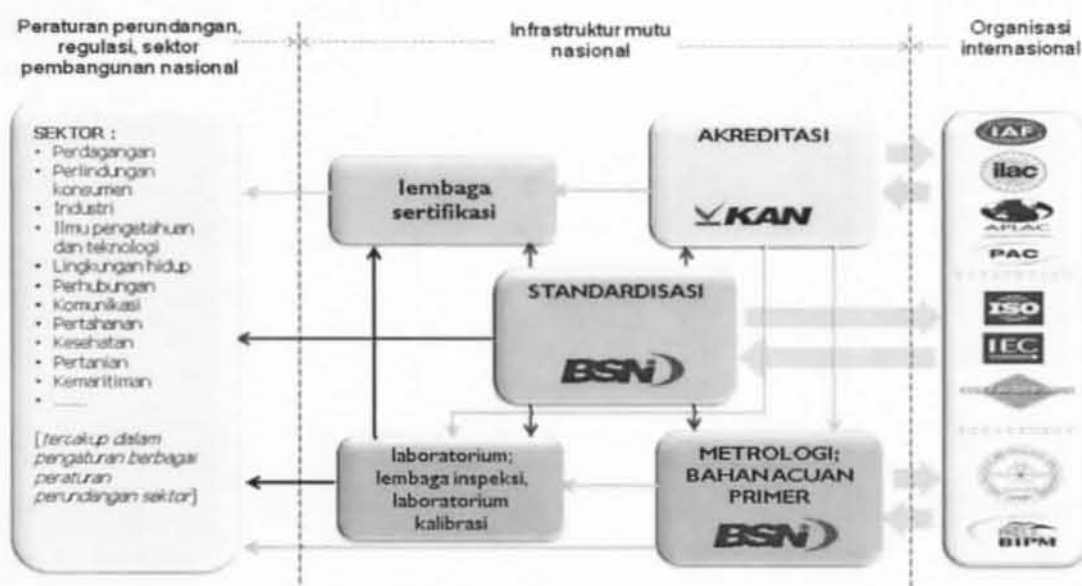 Peraturan perundangan,
regulasi, sektor
pembangunan nasional
Infrastruktur mutu
nasional
Organisasi
internasional
SEKTOR :
• Perdagangan
• Perlindungan
konsumen
• Industri
• Ilmu pengetahuan
dan teknologi
• Lingkungan hidup
• Perhubungan
• Komunikasi
• Pertahanan
• Kesehatan
• Pertanian
• Kemaritiman
• ........
[tercakup dalam
pengaturan berbagai
peraturan
perundangan sektor]
lembaga
sertifikasi
AKREDITASI
KAN
STANDARDISASI
BSN
laboratorium;
lembaga inspeksi,
laboratorium
kalibrasi
METROLOGI;
BAHAN ACUAN
PRIMER
BSN
IAF
ilac
APLAC
PAC
ISO
IEC
BIPM